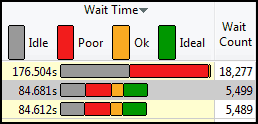 Wait Time
Wait Count
Idle Poor Ok Ideal
176.504s 18,277
84.681s 5,499
84.612s 5,489